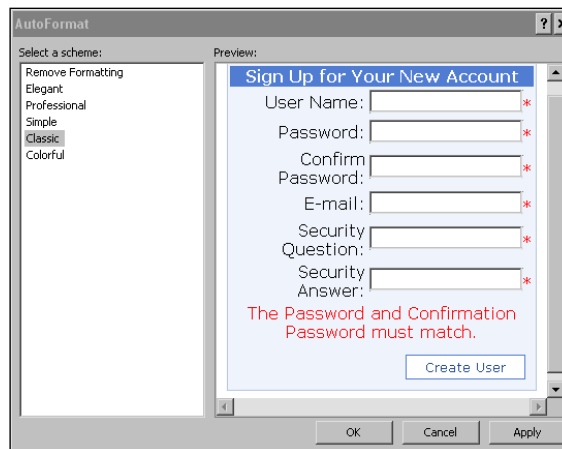 AutoFormat
Select a scheme:
Remove Formatting
Elegant
Professional
Simple
Classic
Colorful
Preview:
Sign Up for Your New Account
User Name: *
Password: *
Confirm
Password: *
E-mail: *
Security
Question: *
Security
Answer: *
The Password and Confirmation
Password must match.
Create User
OK Cancel Apply